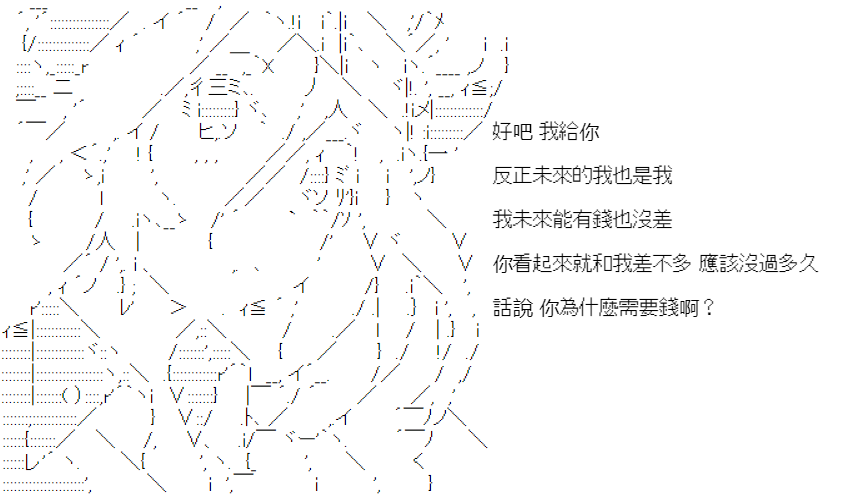 好吧 我給你
反正未來的我也是我
我未來能有錢也沒差
你看起來就和我差不多 應該沒過多久
話說 你為什麼需要錢啊？